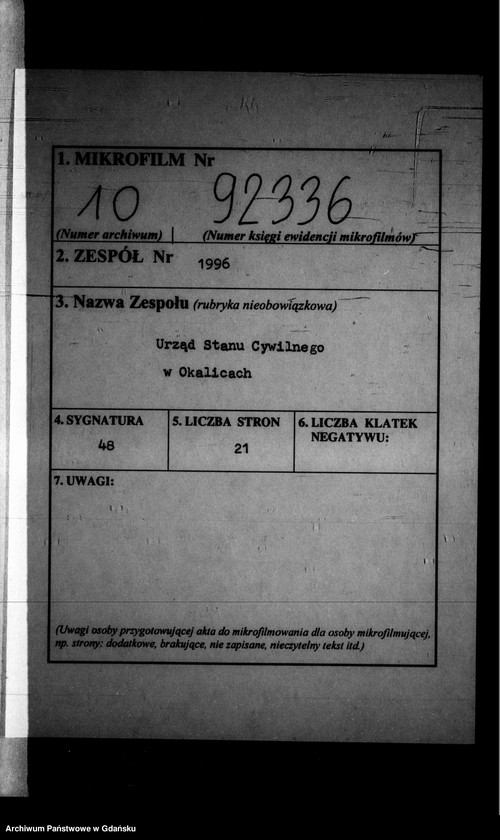 1. MIKROFILM Nr
10 92336
(Numer archiwum) (Numer księgi ewidencji mikrofilmów)
2. ZESPÓŁ Nr 1996
3. Nazwa Zespołu (rubryka nieobowiązkowa)
Urząd Stanu Cywilnego
w Okalicach
4. SYGNATURA 5. LICZBA STRON 6. LICZBA KLATEK
NEGATYWU:
48 21
7. UWAGI:
(Uwagi osoby przygotowującej akta do mikrofilmowania dla osoby mikrofilmującej,
np. strony: dodatkowe, brakujące, nie zapisane, nieczytelny tekst itd.)
Archiwum Państwowe w Gdańsku